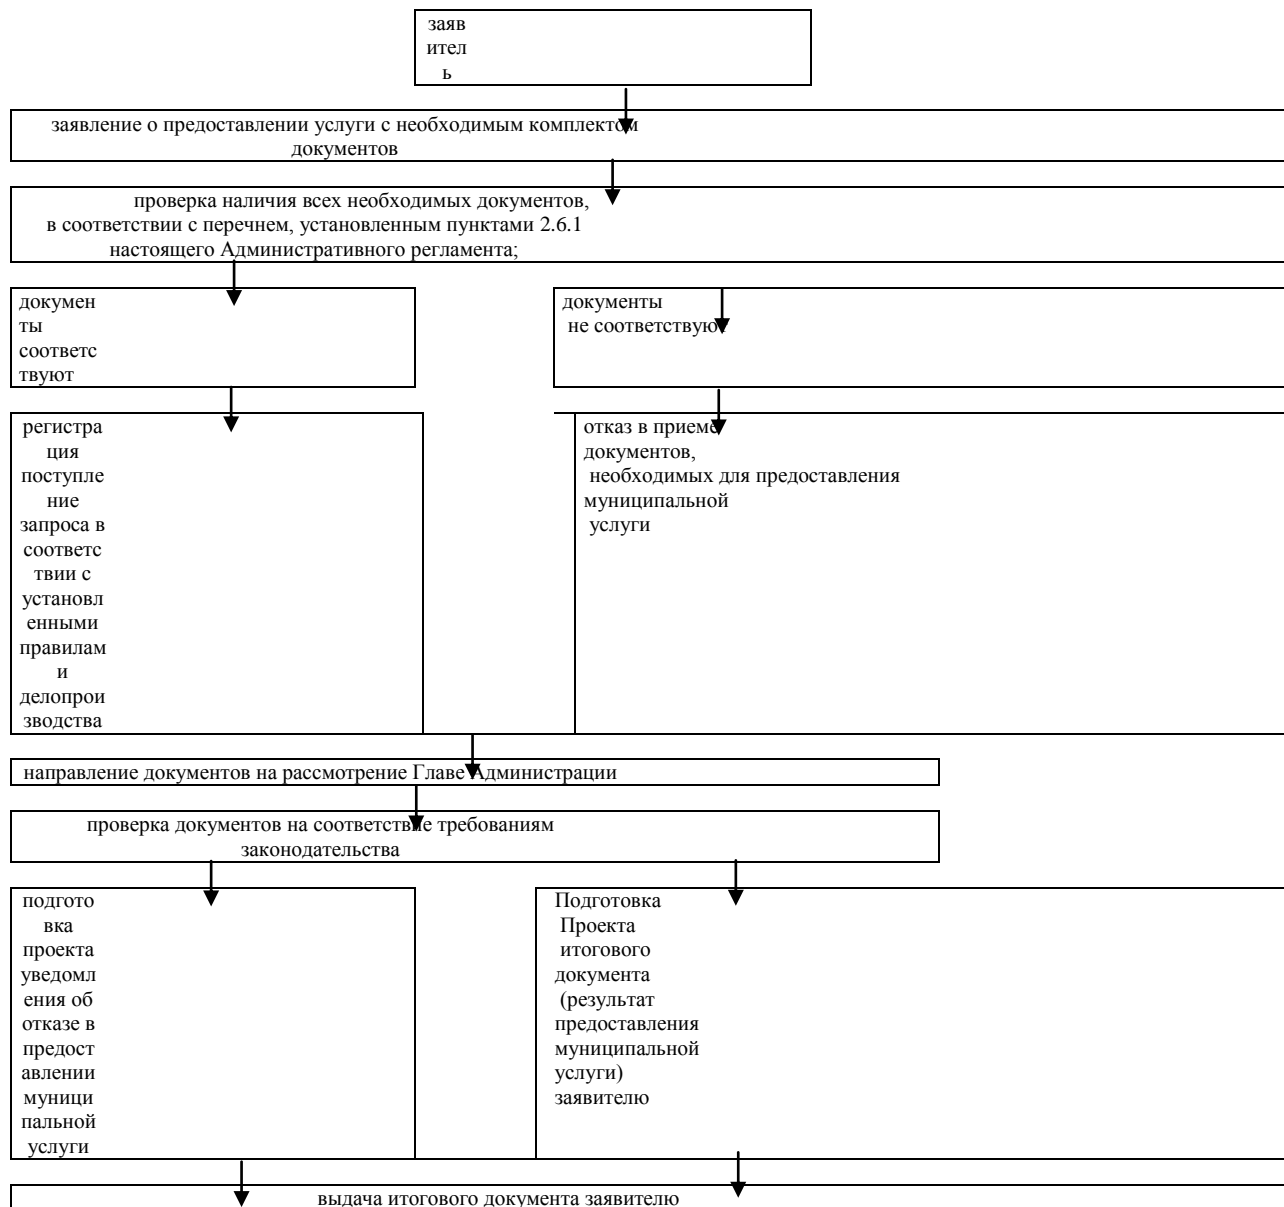 заяв
ител
ь
заявление о предоставлении услуги с необходимым комплектом
документов
проверка наличия всех необходимых документов,
в соответствии с перечнем, установленным пунктами 2.6.1
настоящего Административного регламента;
докумен
ты
соответс
твуют
документы
не соответствуют
регистра
ция
поступле
ние
запроса в
соответс
твии с
установл
енными
правилам
и
делопрои
зводства
отказ в приеме
документов,
необходимых для предоставления
муниципальной
услуги
направление документов на рассмотрение Главе Администрации
проверка документов на соответствие требованиям
законодательства
подгото
вка
проекта
уведомл
ения об
отказе в
предост
авлении
муници
пальной
услуги
Подготовка
Проекта
итогового
документа
(результат
предоставления
муниципальной
услуги)
заявителю
выдача итогового документа заявителю